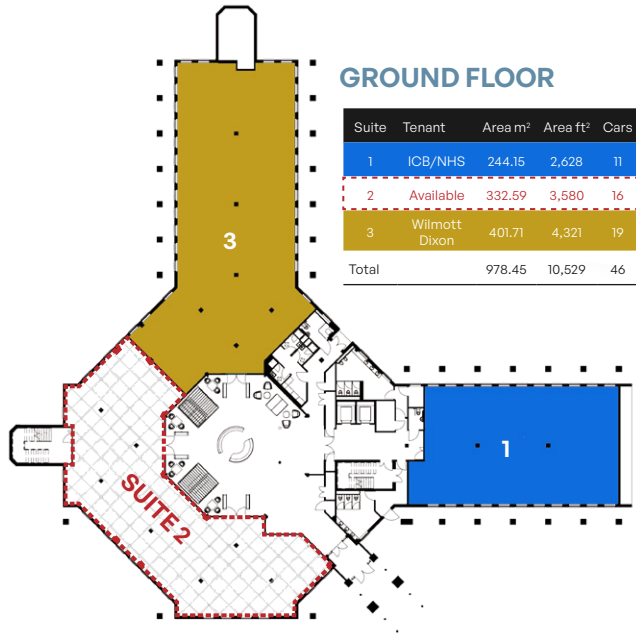 GROUND FLOOR
Suite Tenant Area m² Area ft² Cars
1 ICB/NHS 244.15 2,628 11
2 Available 332.59 3,580 16
3 Wilmott Dixon 401.71 4,321 19
Total 978.45 10,529 46
3
1
SUITE 2